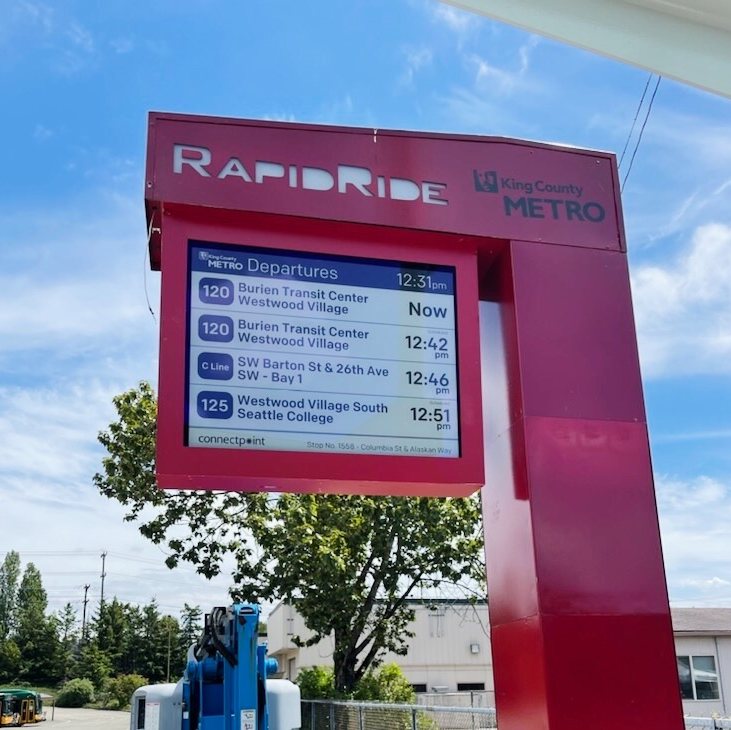 RAPIDRIDE
King County
METRO
King County
METRO Departures 12:31pm
120 Burien Transit Center
Westwood Village Now
120 Burien Transit Center
Westwood Village 12:42
pm
C Line SW Barton St & 26th Ave
SW - Bay 1 12:46
pm
125 Westwood Village South
Seattle College 12:51
pm
connectpoint Stop No. 1558 - Columbia St & Alaskan Way